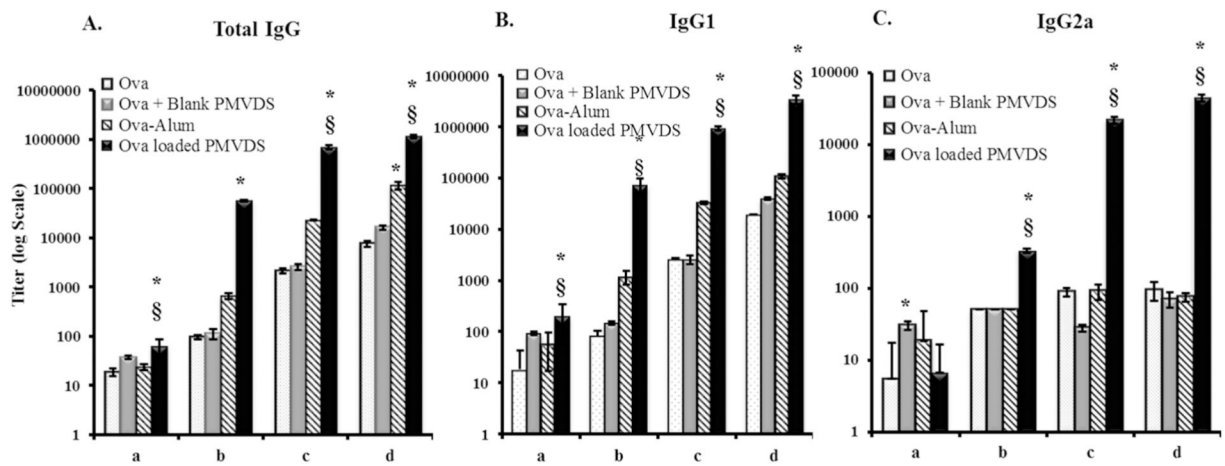 A.
Total IgG
Ova
Ova + Blank PMVDS
Ova-Alum
Ova loaded PMVDS
Titer (log Scale)
10000000
1000000
100000
10000
1000
100
10
1
*
§
*
*
§
*
*
§
a
b
c
d
B.
IgG1
Ova
Ova + Blank PMVDS
Ova-Alum
Ova loaded PMVDS
10000000
1000000
100000
10000
1000
100
10
1
*
§
*
§
*
§
*
§
a
b
c
d
C.
IgG2a
Ova
Ova + Blank PMVDS
Ova-Alum
Ova loaded PMVDS
100000
10000
1000
100
10
1
*
*
§
*
§
*
§
a
b
c
d